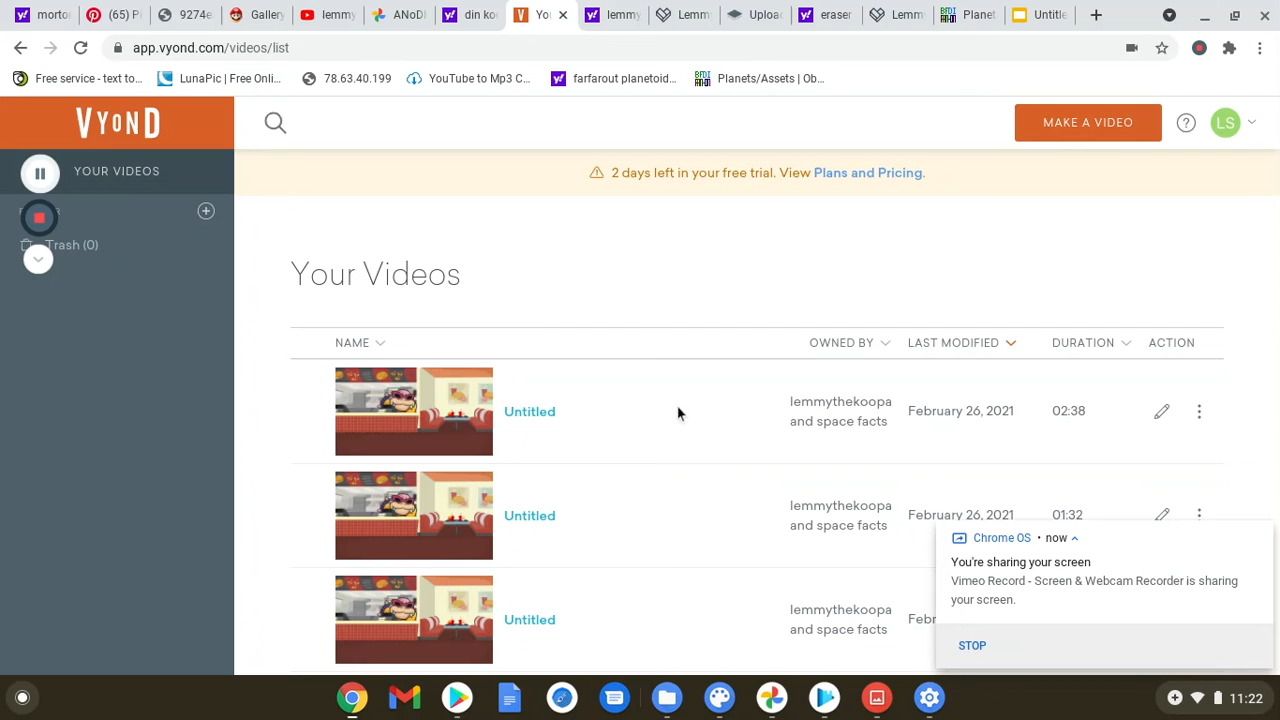 morto
(65) P
9274e
Gallery
lemmy
ANoD
din ko
Yo
lemmy
Lemm
Upload
eraser
Lemm
Planet
Untitle
app.vyond.com/videos/list
Free service - text to...
LunaPic | Free Onli...
78.63.40.199
YouTube to Mp3 C...
farfarout planetoid...
Planets/Assets | Ob...
VYOND
MAKE A VIDEO
LS
YOUR VIDEOS
2 days left in your free trial. View Plans and Pricing.
Trash (0)
Your Videos
NAME
OWNED BY
LAST MODIFIED
DURATION
ACTION
Untitled
lemmythekoopa
and space facts
February 26, 2021
02:38
Untitled
lemmythekoopa
and space facts
February 26, 2021
01:32
Untitled
lemmythekoopa
and space facts
Febr
Chrome OS • now
You're sharing your screen
Vimeo Record - Screen & Webcam Recorder is sharing
your screen.
STOP
11:22